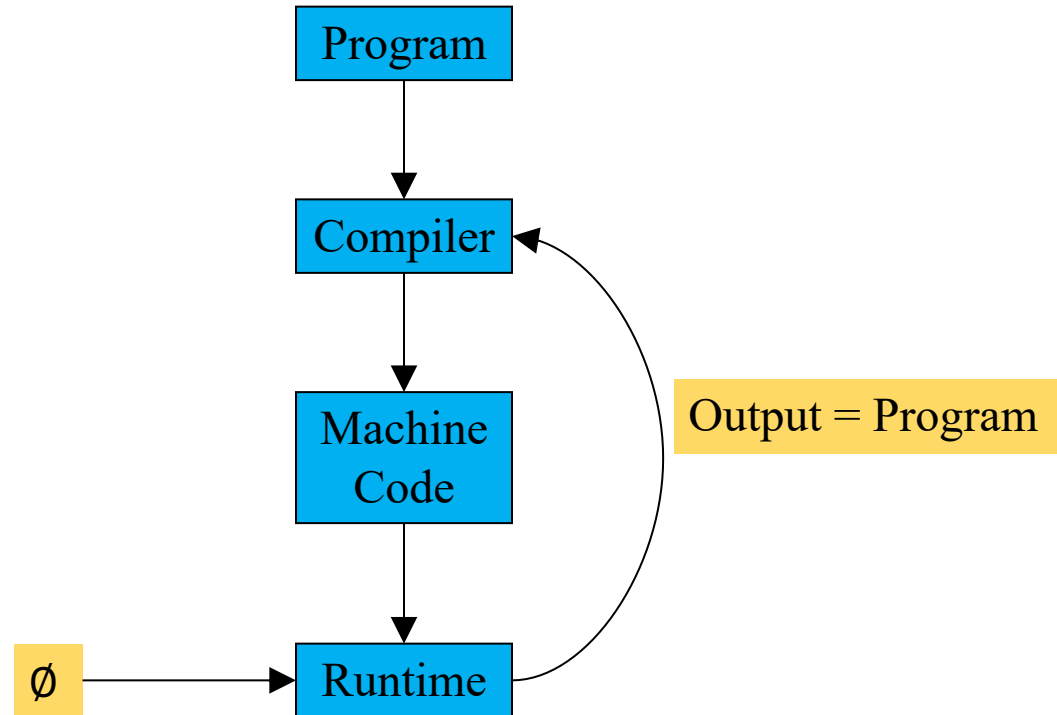 Program
Compiler
Output = Program
Machine
Code
∅
Runtime